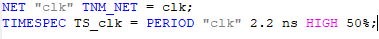 NET "clk" TNM_NET = clk;
TIMESPEC TS_clk = PERIOD "clk" 2.2 ns HIGH 50%;